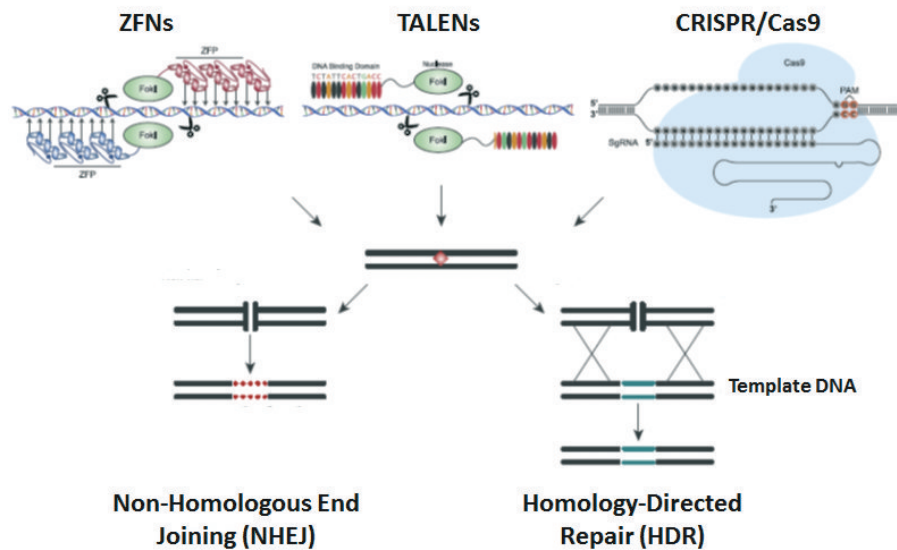 ZFNs
TALENs
CRISPR/Cas9
ZFP
FokI
FokI
ZFP
DNA Binding Domain
TCTATTCACTGACC
Nuclease
FokI
FokI
Cas9
PAM
5'
3'
SgRNA 5'
3'
Template DNA
Non-Homologous End
Joining (NHEJ)
Homology-Directed
Repair (HDR)